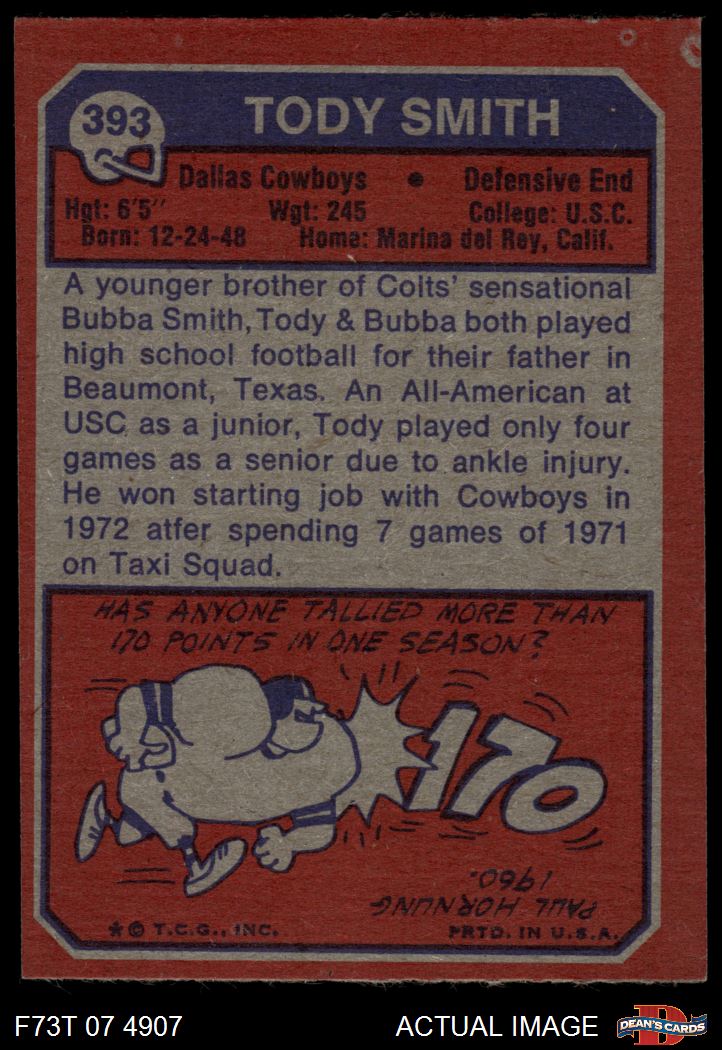 393
TODY SMITH
Dallas Cowboys • Defensive End
Hgt: 6'5" Wgt: 245 College: U.S.C.
Born: 12-24-48 Home: Marina del Rey, Calif.
A younger brother of Colts' sensational
Bubba Smith, Tody & Bubba both played
high school football for their father in
Beaumont, Texas. An All-American at
USC as a junior, Tody played only four
games as a senior due to ankle injury.
He won starting job with Cowboys in
1972 atfer spending 7 games of 1971
on Taxi Squad.
HAS ANYONE TALLIED MORE THAN
170 POINTS IN ONE SEASON?
170
PAUL HORNUNG
1960.
★ © T.C.G., INC. PRTD. IN U.S.A.
F73T 07 4907 ACTUAL IMAGE
D
DEAN'S CARDS